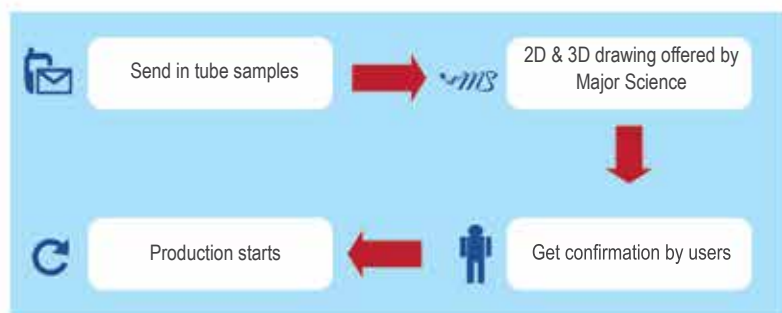 Send in tube samples
MS
2D & 3D drawing offered by
Major Science
Get confirmation by users
Production starts